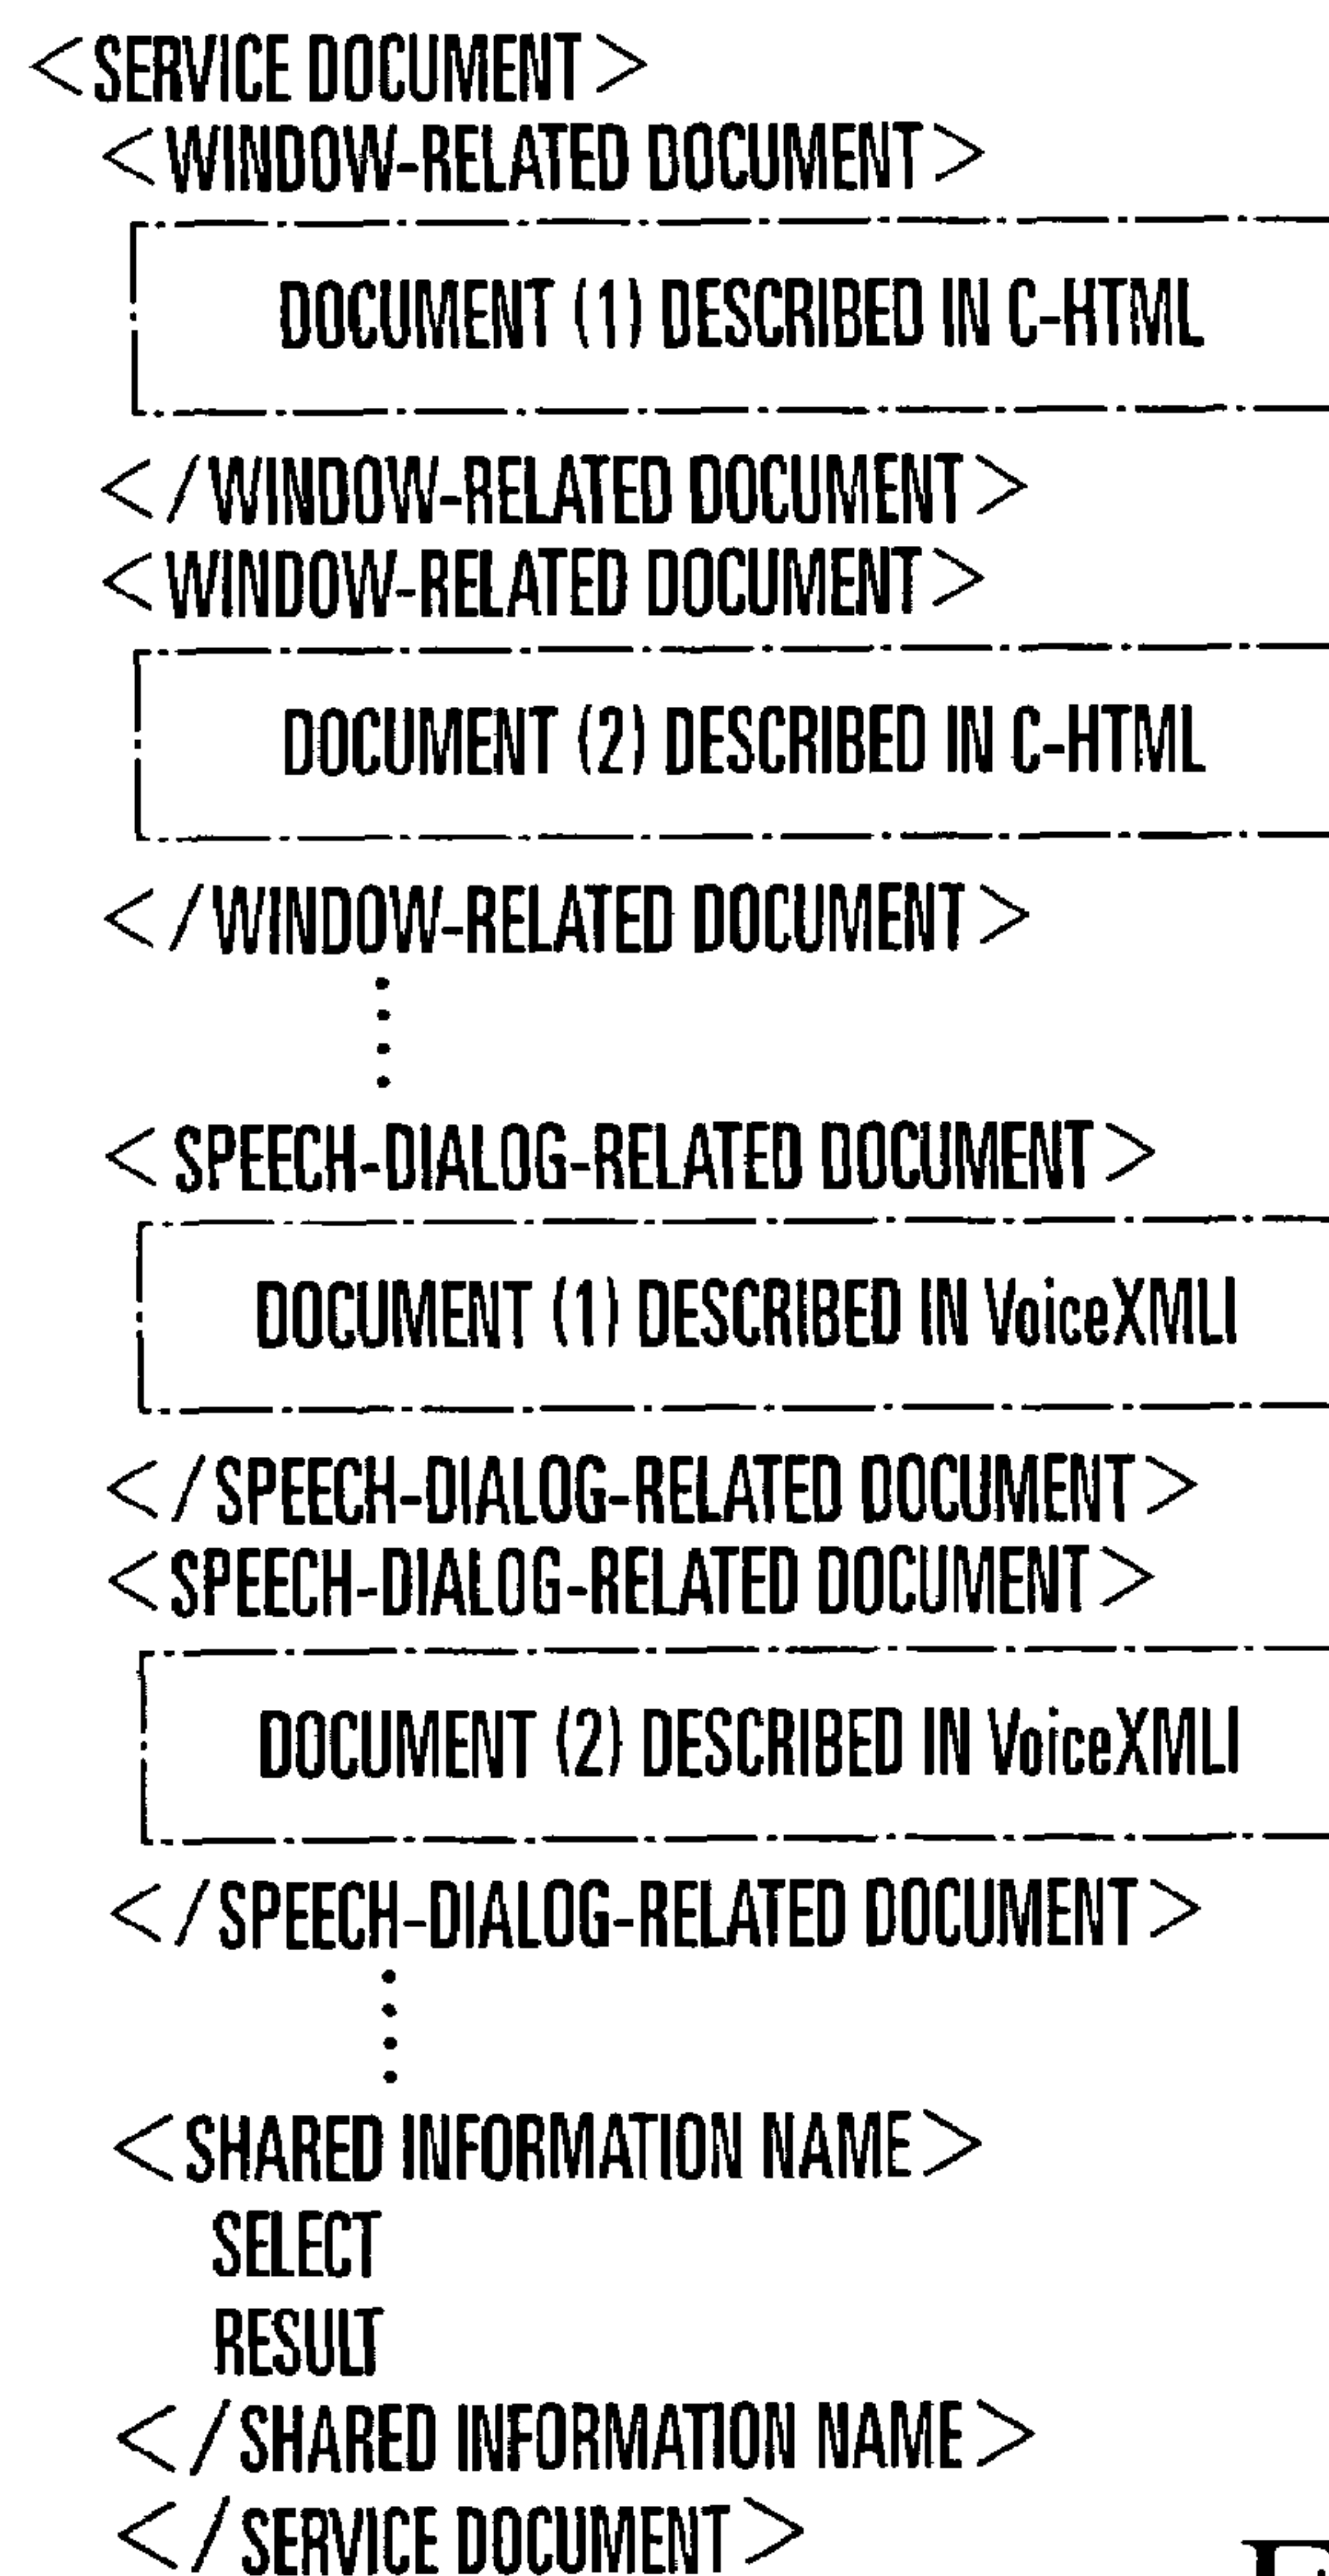 <SERVICE DOCUMENT>
<WINDOW-RELATED DOCUMENT>
DOCUMENT (1) DESCRIBED IN C-HTML
</WINDOW-RELATED DOCUMENT>
<WINDOW-RELATED DOCUMENT>
DOCUMENT (2) DESCRIBED IN C-HTML
</WINDOW-RELATED DOCUMENT>
<SPEECH-DIALOG-RELATED DOCUMENT>
DOCUMENT (1) DESCRIBED IN VoiceXMLI
</SPEECH-DIALOG-RELATED DOCUMENT>
<SPEECH-DIALOG-RELATED DOCUMENT>
DOCUMENT (2) DESCRIBED IN VoiceXMLI
</SPEECH-DIALOG-RELATED DOCUMENT>
<SHARED INFORMATION NAME>
SELECT
RESULT
</SHARED INFORMATION NAME>
</SERVICE DOCUMENT>